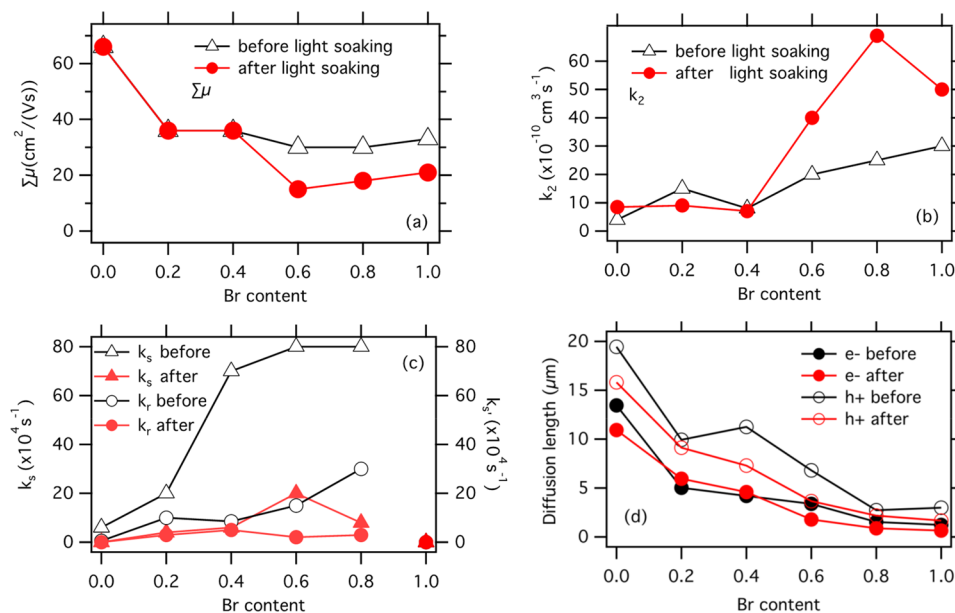 60
40
20
0
Σμ(cm²/(Vs)
before light soaking
after light soaking
Σμ
(a)
0.0 0.2 0.4 0.6 0.8 1.0
Br content
60
50
40
30
20
10
0
k₂ (x10⁻¹⁰ cm³s⁻¹)
before light soaking
after light soaking
k₂
(b)
0.0 0.2 0.4 0.6 0.8 1.0
Br content
80
60
40
20
0
kₛ (x10⁴ s⁻¹)
kₛ before
kₛ after
kᵣ before
kᵣ after
(c)
80
60
40
20
0
kₛ, (x10⁴s⁻¹)
0.0 0.2 0.4 0.6 0.8 1.0
Br content
20
15
10
5
0
Diffusion length (μm)
e- before
e- after
h+ before
h+ after
(d)
0.0 0.2 0.4 0.6 0.8 1.0
Br content